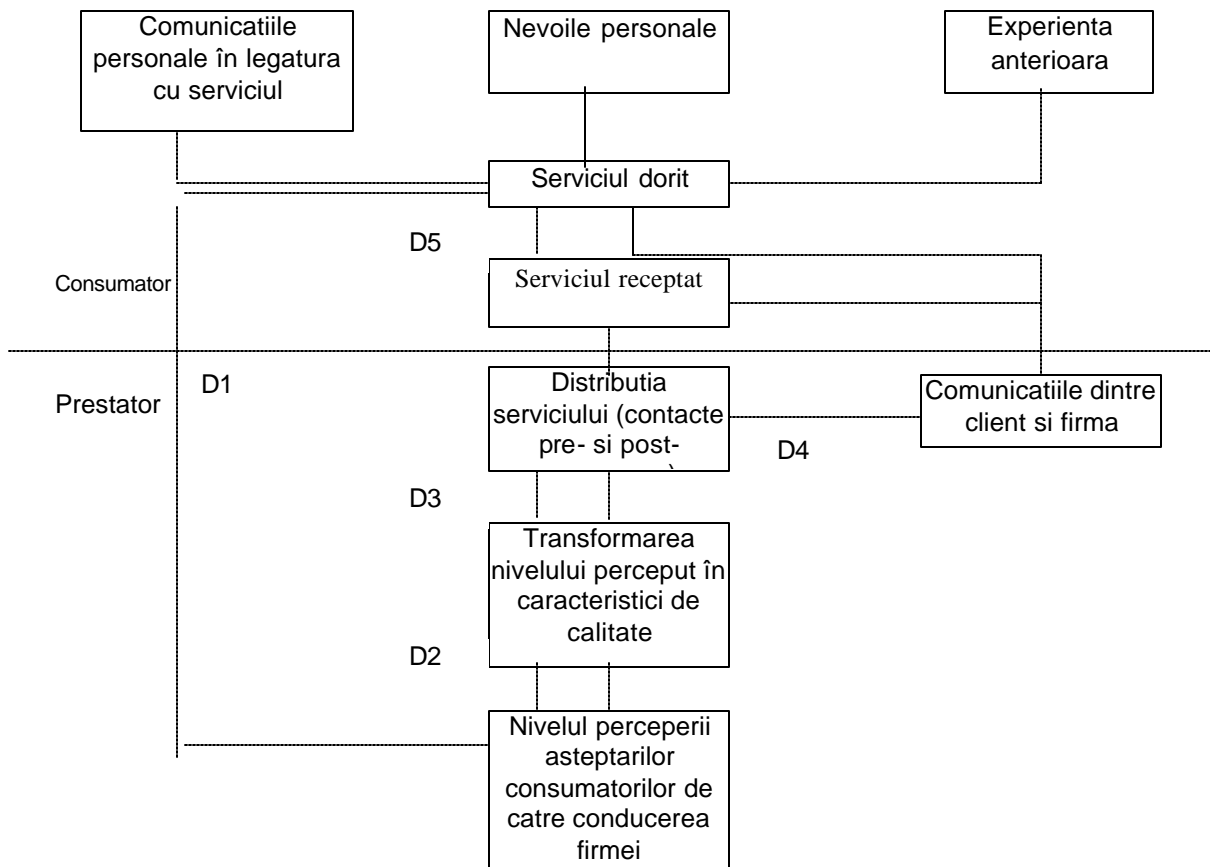 Comunicatiile
personale în legatura
cu serviciul
Nevoile personale
Experienta
anterioara
Serviciul dorit
D5
Serviciul receptat
Consumator
D1
Prestator
Distributia
serviciului (contacte
pre- si post-
Comunicatiile dintre
client si firma
D4
D3
Transformarea
nivelului perceput în
caracteristici de
calitate
D2
Nivelul perceperii
asteptarilor
consumatorilor de
catre conducerea
firmei